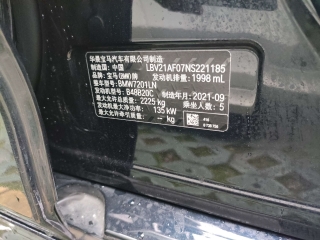 华晨宝马汽车有限公司制造
制造国: 中国 LBV21AF07NS221185
品牌: 宝马(BMW)牌 发动机排量: 1998 mL
整车型号: BMW7201LN
发动机型号: B48B20C 制造年月: 2021-09
最大允许总质量: 2225 kg 乘坐人数: 5
发动机最大净功率: 135 kW
最大允许牵引质量: -- kg